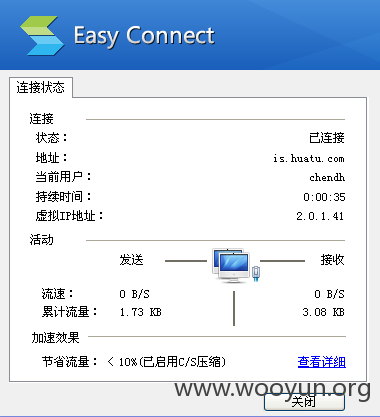 Easy Connect
连接状态
连接
状态： 已连接
地址： is.huatu.com
当前用户： chendh
持续时间： 0:00:35
虚拟IP地址： 2.0.1.41
活动
发送 接收
流速： 0 B/S 0 B/S
累计流量： 1.73 KB 3.08 KB
加速效果
节省流量： < 10%(已启用C/S压缩) 查看详细
www.wooyun.org
关闭